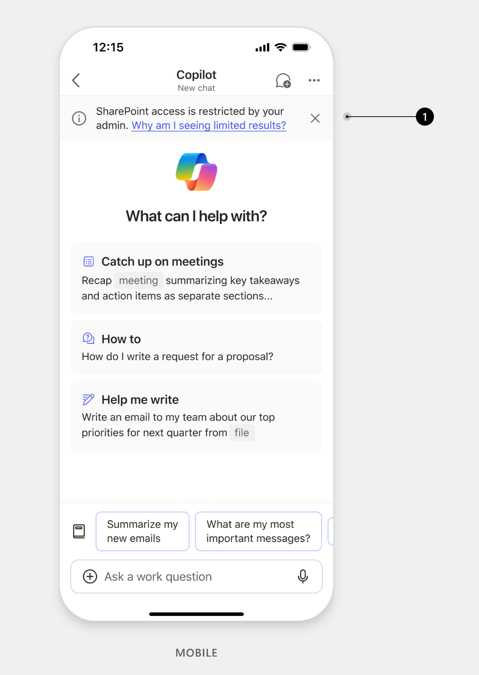 12:15
Copilot
New chat
SharePoint access is restricted by your
admin. Why am I seeing limited results?
1
What can I help with?
Catch up on meetings
Recap meeting summarizing key takeaways
and action items as separate sections...
How to
How do I write a request for a proposal?
Help me write
Write an email to my team about our top
priorities for next quarter from file
Summarize my
new emails
What are my most
important messages?
Ask a work question
MOBILE